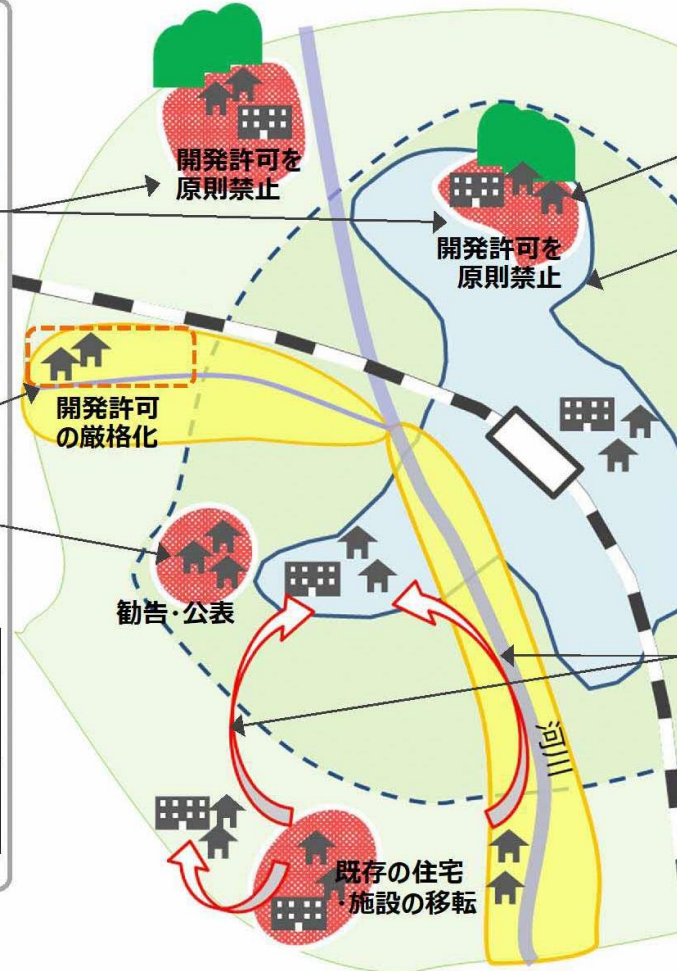 開発許可を
原則禁止
開発許可を
原則禁止
開発許可
の厳格化
勧告・公表
河川
既存の住宅
・施設の移転